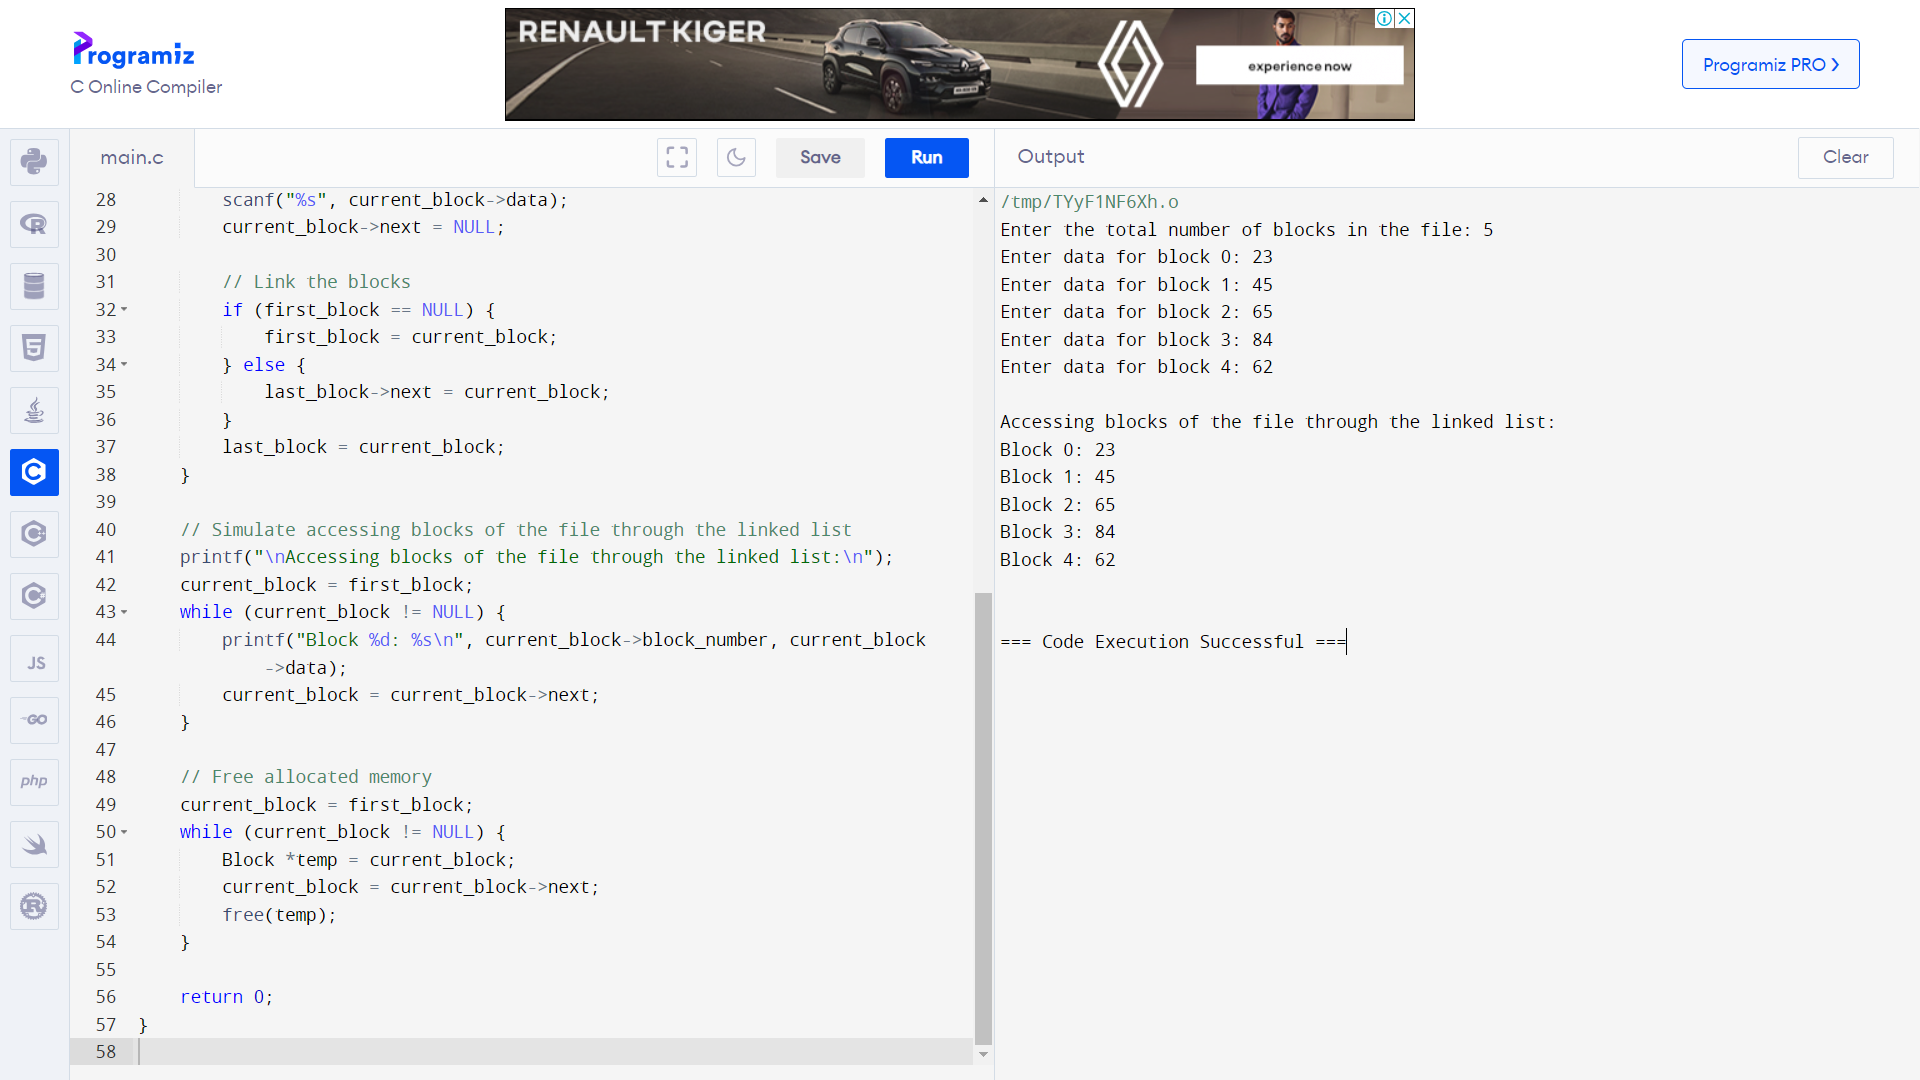 Programiz
C Online Compiler
RENAULT KIGER
experience now
Programiz PRO
main.c
Save
Run
Output
Clear
28 scanf("%s", current_block->data);
29 current_block->next = NULL;
30
31 // Link the blocks
32 if (first_block == NULL) {
33 first_block = current_block;
34 } else {
35 last_block->next = current_block;
36 }
37 last_block = current_block;
38 }
39
40 // Simulate accessing blocks of the file through the linked list
41 printf("\nAccessing blocks of the file through the linked list:\n");
42 current_block = first_block;
43 while (current_block != NULL) {
44 printf("Block %d: %s\n", current_block->block_number, current_block
->data);
45 current_block = current_block->next;
46 }
47
48 // Free allocated memory
49 current_block = first_block;
50 while (current_block != NULL) {
51 Block *temp = current_block;
52 current_block = current_block->next;
53 free(temp);
54 }
55
56 return 0;
57 }
58
/tmp/TYyF1NF6Xh.o
Enter the total number of blocks in the file: 5
Enter data for block 0: 23
Enter data for block 1: 45
Enter data for block 2: 65
Enter data for block 3: 84
Enter data for block 4: 62
Accessing blocks of the file through the linked list:
Block 0: 23
Block 1: 45
Block 2: 65
Block 3: 84
Block 4: 62
=== Code Execution Successful ===
R
5
C
C
C
JS
GO
php
R